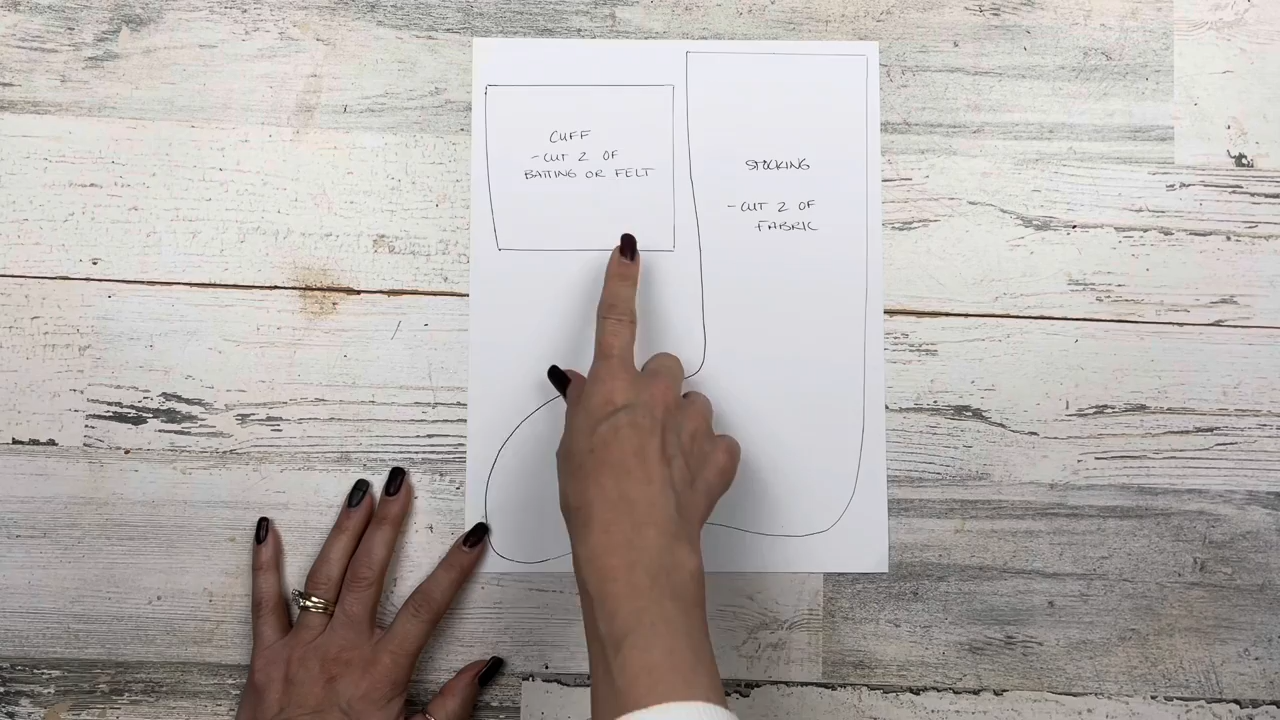 CUFF
- CUT 2 OF
BATTING OR FELT
STOCKING
- CUT 2 OF
FABRIC